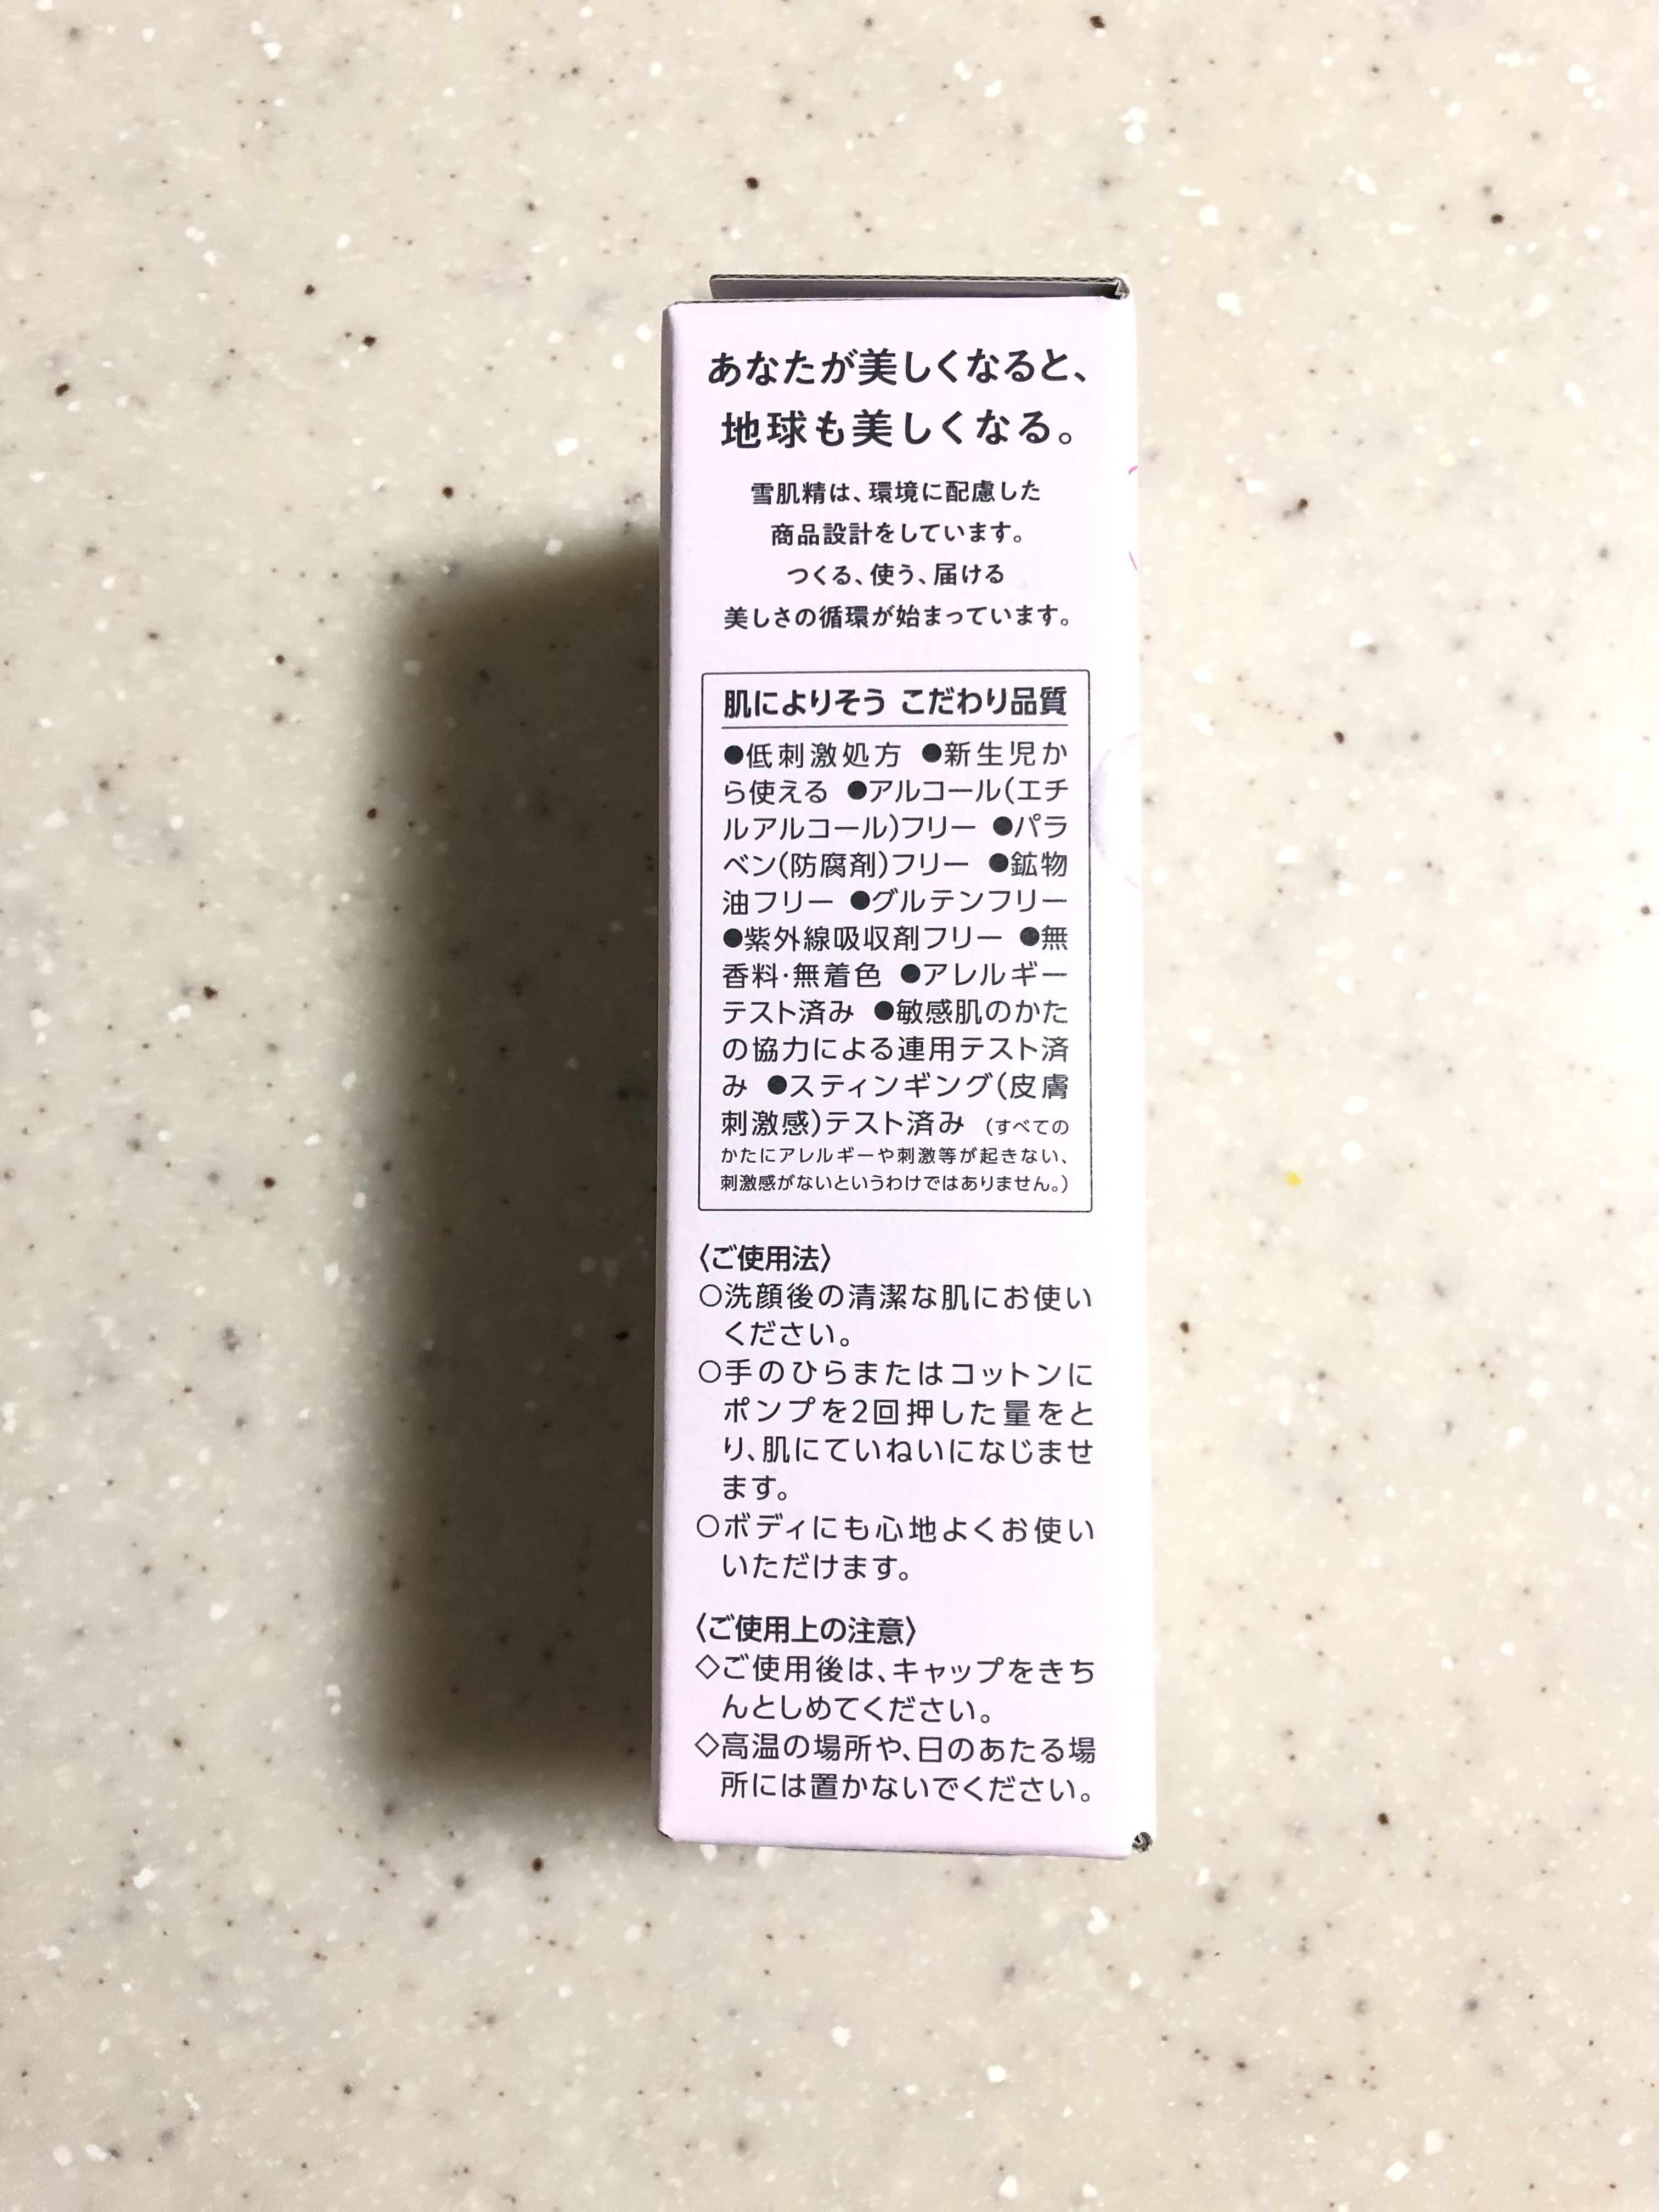 あなたが美しくなると、
地球も美しくなる。
雪肌精は、環境に配慮した
商品設計をしています。
つくる、使う、届ける
美しさの循環が始まっています。
肌によりそう こだわり品質
●低刺激処方 ●新生児か
ら使える ●アルコール(エチ
ルアルコール)フリー ●パラ
ベン(防腐剤)フリー ●鉱物
油フリー ●グルテンフリー
●紫外線吸収剤フリー ●無
香料・無着色 ●アレルギー
テスト済み ●敏感肌のかた
の協力による連用テスト済
み ●スティンギング(皮膚
刺激感)テスト済み (すべての
かたにアレルギーや刺激等が起きない、
刺激感がないというわけではありません。)
〈ご使用法〉
○洗顔後の清潔な肌にお使い
ください。
○手のひらまたはコットンに
ポンプを2回押した量をと
り、肌にていねいになじませ
ます。
○ボディにも心地よくお使い
いただけます。
〈ご使用上の注意〉
◇ご使用後は、キャップをきち
んとしめてください。
◇高温の場所や、日のあたる場
所には置かないでください。